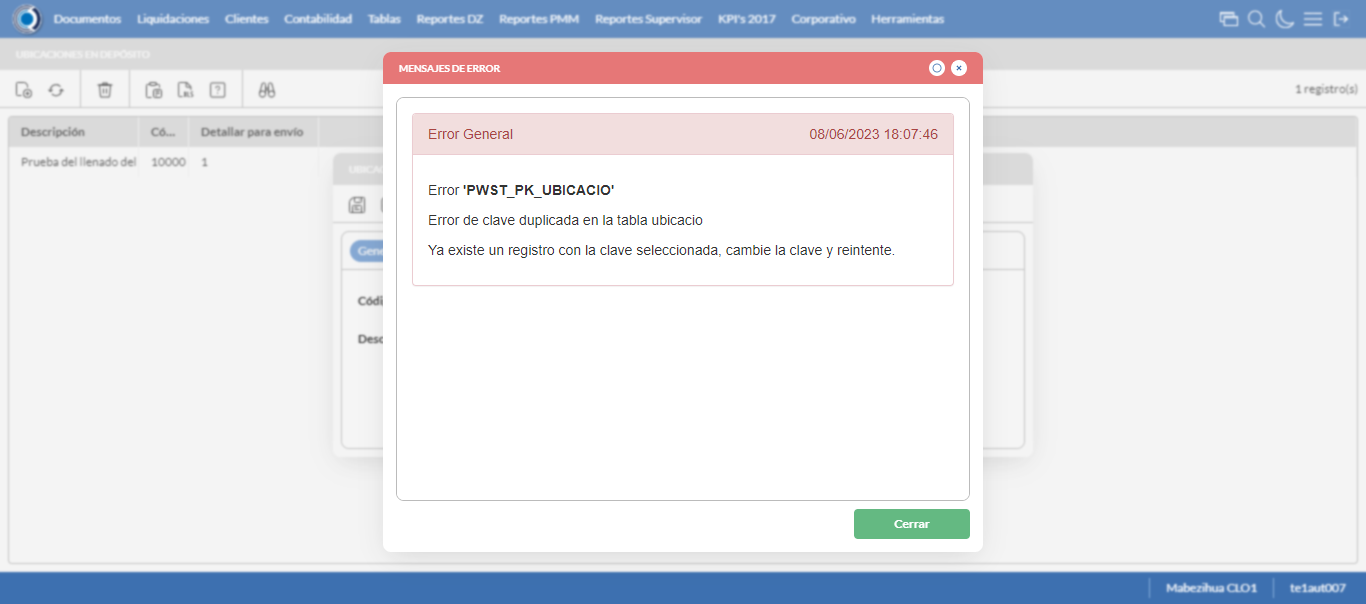 Documentos Liquidaciones Clientes Contabilidad Tablas Reportes DZ Reportes PMM Reportes Supervisor KPI's 2017 Corporativo Herramientas
UBICACIONES EN DEPÓSITO
MENSAJES DE ERROR
1 registro(s)
Descripción Có... Detallar para envío
Error General 08/06/2023 18:07:46
Prueba del llenado del 10000 1
UBICAC
Error 'PWST_PK_UBICACIO'
Error de clave duplicada en la tabla ubicacio
Gene
Ya existe un registro con la clave seleccionada, cambie la clave y reintente.
Códi
Desc
Cerrar
Mabezihua CLO1 te1aut007